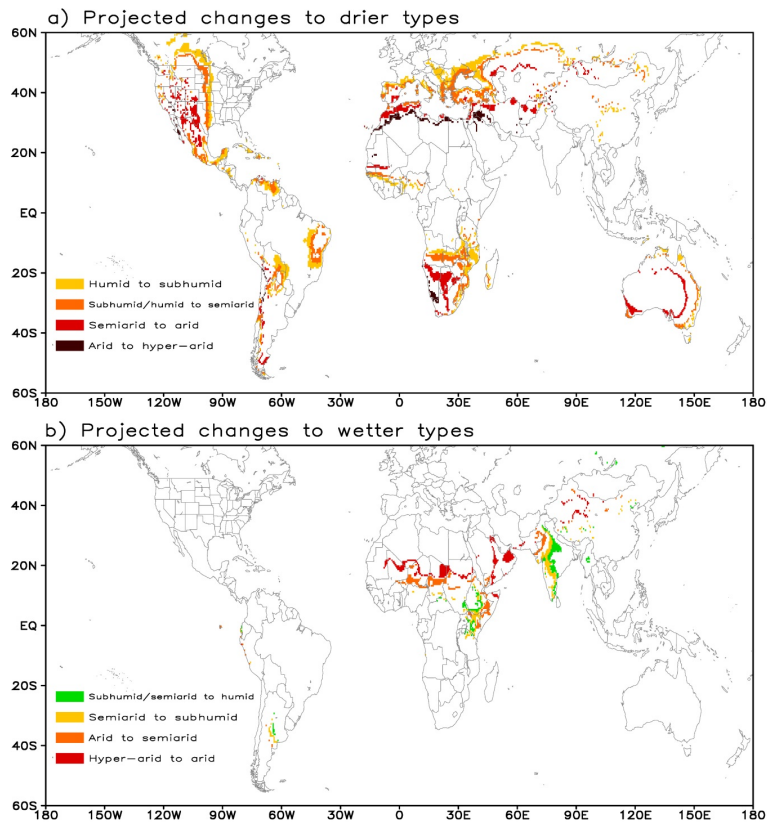 a) Projected changes to drier types
60N
40N
20N
EQ
20S
40S
60S
Humid to subhumid
Subhumid/humid to semiarid
Semiarid to arid
Arid to hyper-arid
180 150W 120W 90W 60W 30W 0 30E 60E 90E 120E 150E 180
b) Projected changes to wetter types
60N
40N
20N
EQ
20S
40S
60S
Subhumid/semiarid to humid
Semiarid to subhumid
Arid to semiarid
Hyper-arid to arid
180 150W 120W 90W 60W 30W 0 30E 60E 90E 120E 150E 180